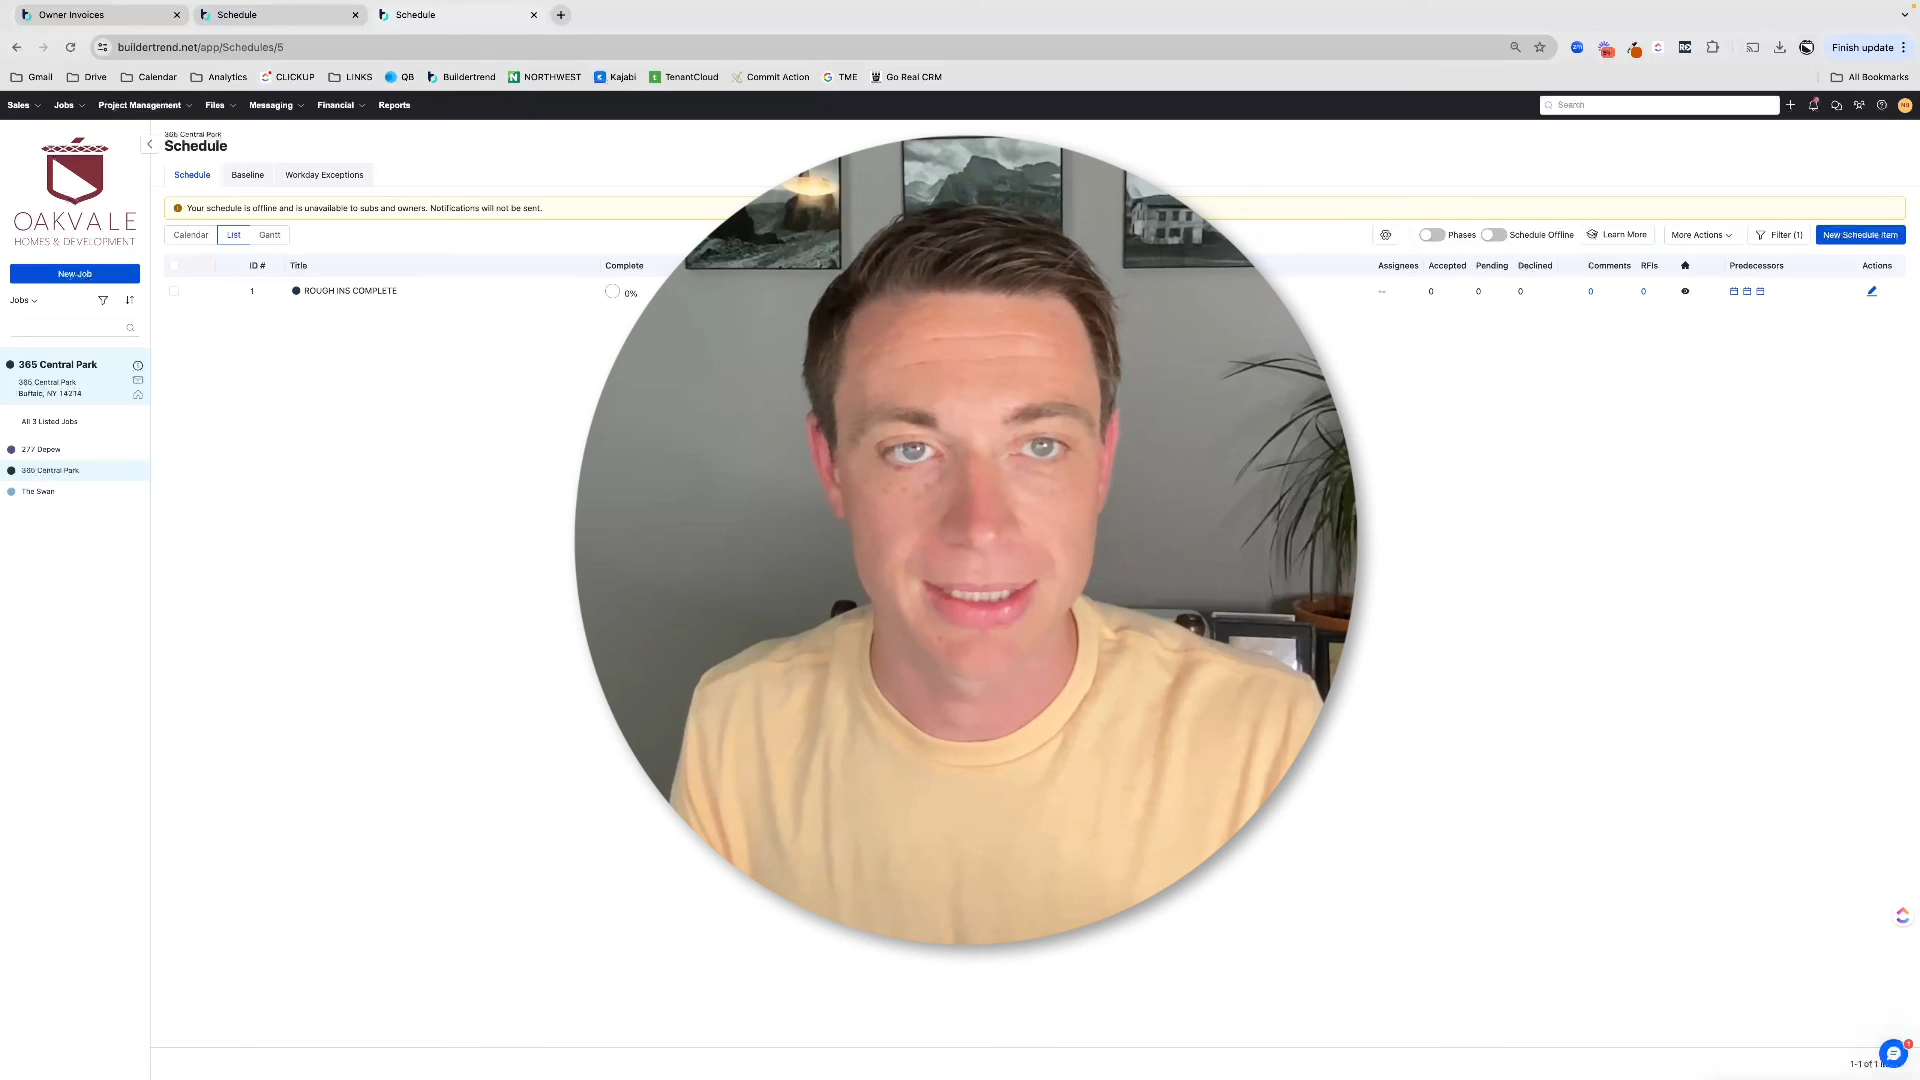 Owner Invoices
Schedule
Schedule
buildertrend.net/app/Schedules/5
Finish update
Gmail
Drive
Calendar
Analytics
CLICKUP
LINKS
QB
Buildertrend
NORTHWEST
Kajabi
TenantCloud
Commit Action
TME
Go Real CRM
All Bookmarks
Sales
Jobs
Project Management
Files
Messaging
Financial
Reports
Search
365 Central Park
Schedule
OAKVALE
HOMES & DEVELOPMENT
Schedule
Baseline
Workday Exceptions
Your schedule is offline and is unavailable to subs and owners. Notifications will not be sent.
Calendar
List
Gantt
Phases
Schedule Offline
Learn More
More Actions
Filter (1)
New Schedule Item
ID #
Title
Complete
Assignees
Accepted
Pending
Declined
Comments
RFIs
Predecessors
Actions
1
ROUGH INS COMPLETE
0%
--
0
0
0
0
0
New Job
Jobs
365 Central Park
365 Central Park
Buffalo, NY 14214
All 3 Listed Jobs
277 Depew
365 Central Park
The Swan
1